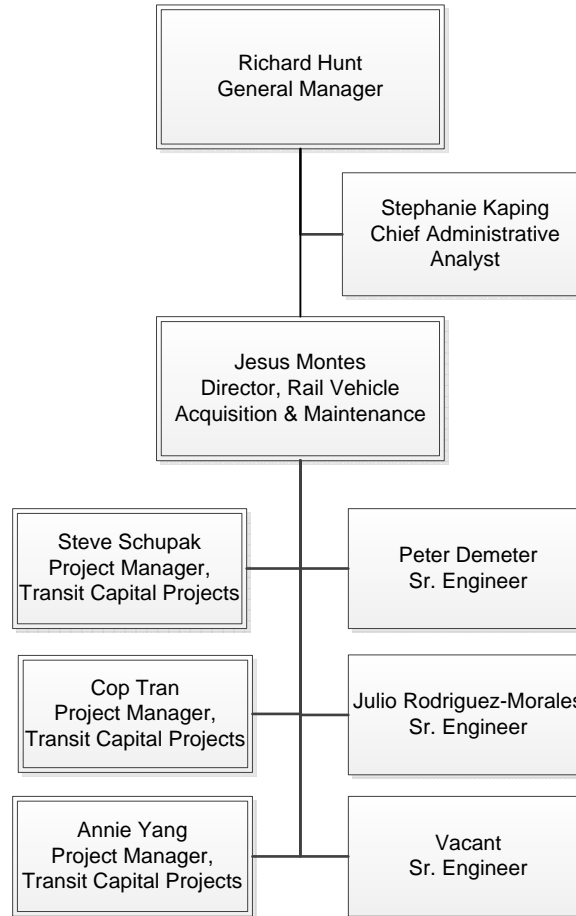 Richard Hunt
General Manager
Stephanie Kaping
Chief Administrative
Analyst
Jesus Montes
Director, Rail Vehicle
Acquisition & Maintenance
Steve Schupak
Project Manager,
Transit Capital Projects
Peter Demeter
Sr. Engineer
Cop Tran
Project Manager,
Transit Capital Projects
Julio Rodriguez-Morales
Sr. Engineer
Annie Yang
Project Manager,
Transit Capital Projects
Vacant
Sr. Engineer